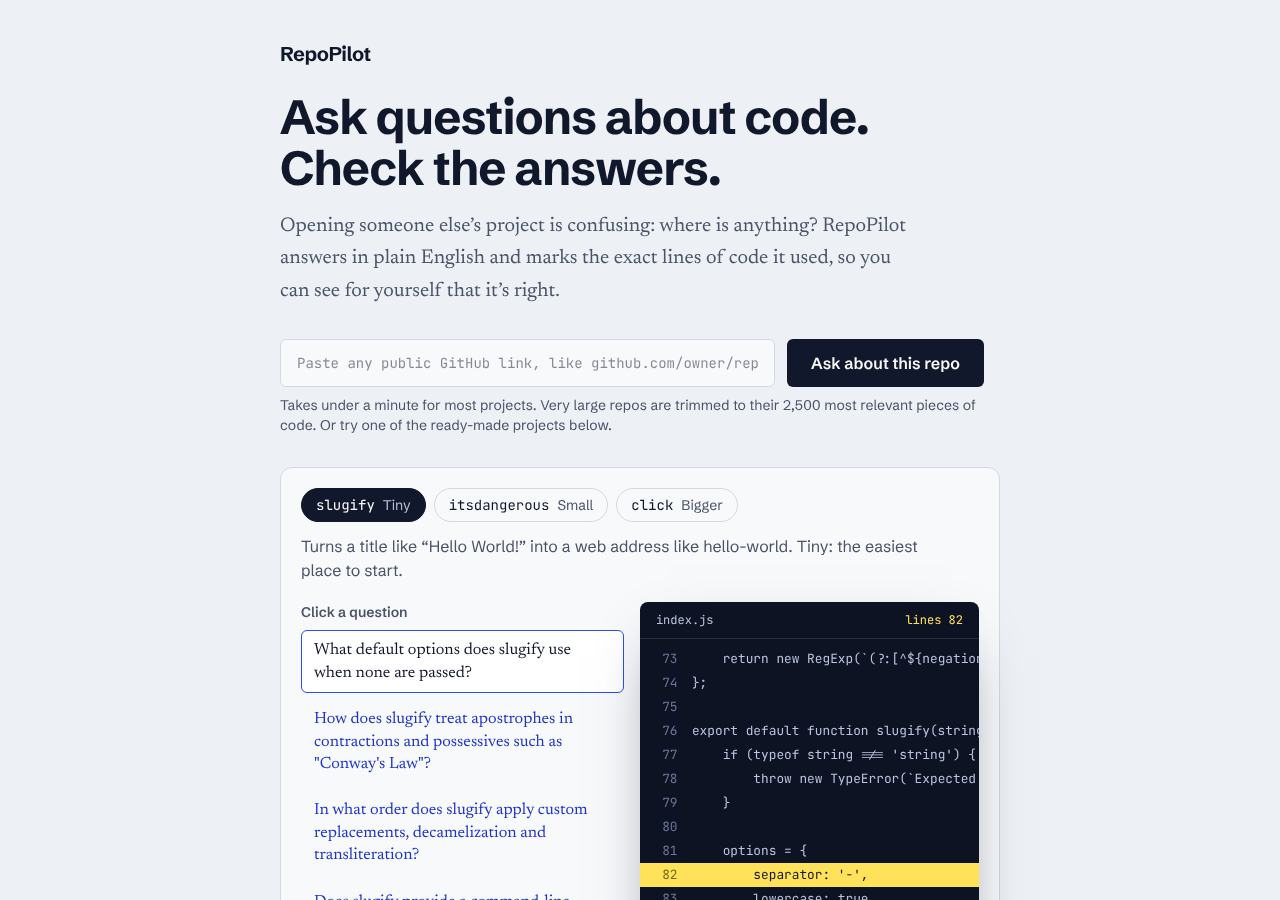 RepoPilot
Ask questions about code.
Check the answers.
Opening someone else’s project is confusing: where is anything? RepoPilot
answers in plain English and marks the exact lines of code it used, so you
can see for yourself that it’s right.
Paste any public GitHub link, like github.com/owner/rep
Ask about this repo
Takes under a minute for most projects. Very large repos are trimmed to their 2,500 most relevant pieces of
code. Or try one of the ready-made projects below.
slugify Tiny
itsdangerous Small
click Bigger
Turns a title like “Hello World!” into a web address like hello-world. Tiny: the easiest
place to start.
Click a question
What default options does slugify use
when none are passed?
How does slugify treat apostrophes in
contractions and possessives such as
"Conway's Law"?
In what order does slugify apply custom
replacements, decamelization and
transliteration?
Does slugify provide a command-line
index.js
lines 82
73 return new RegExp(`(?:[^${negation
74 };
75
76 export default function slugify(string
77 if (typeof string !== 'string') {
78 throw new TypeError(`Expected
79 }
80
81 options = {
82 separator: '-',
83 lowercase: true